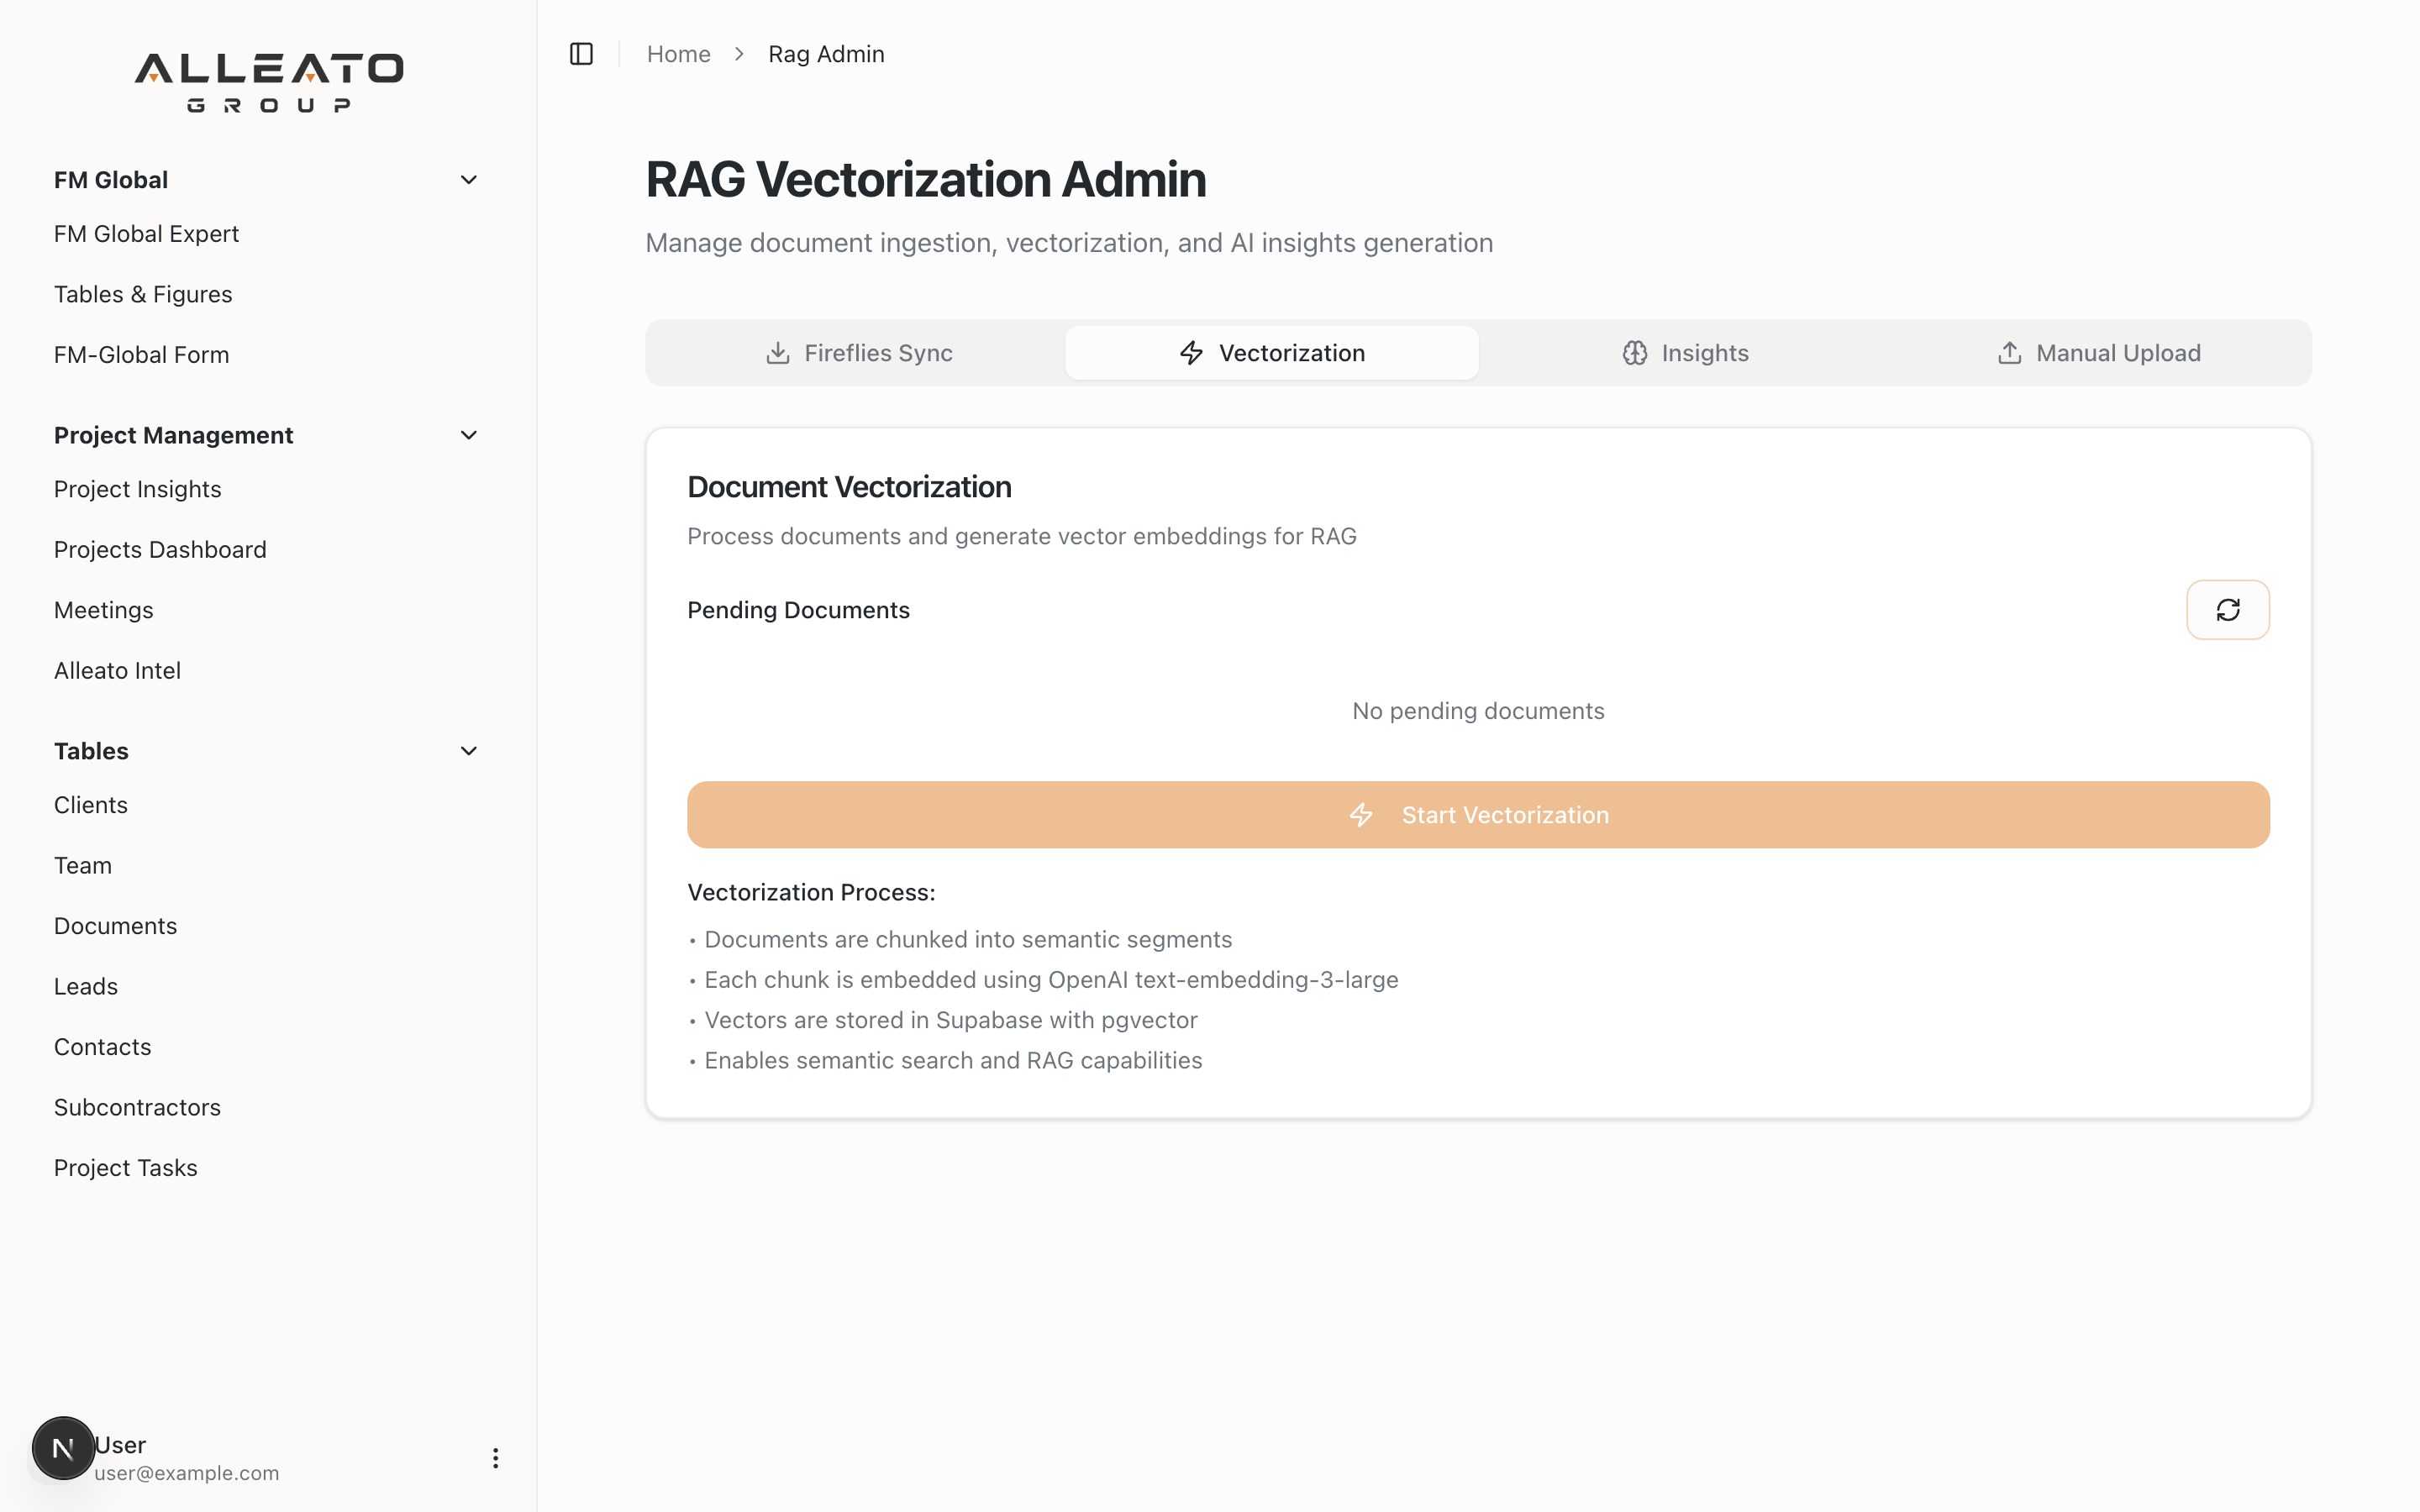 ALLEATO
GROUP
FM Global
FM Global Expert
Tables & Figures
FM-Global Form
Project Management
Project Insights
Projects Dashboard
Meetings
Alleato Intel
Tables
Clients
Team
Documents
Leads
Contacts
Subcontractors
Project Tasks
N
User
user@example.com
Home
Rag Admin
RAG Vectorization Admin
Manage document ingestion, vectorization, and AI insights generation
Fireflies Sync
Vectorization
Insights
Manual Upload
Document Vectorization
Process documents and generate vector embeddings for RAG
Pending Documents
No pending documents
Start Vectorization
Vectorization Process:
• Documents are chunked into semantic segments
• Each chunk is embedded using OpenAI text-embedding-3-large
• Vectors are stored in Supabase with pgvector
• Enables semantic search and RAG capabilities